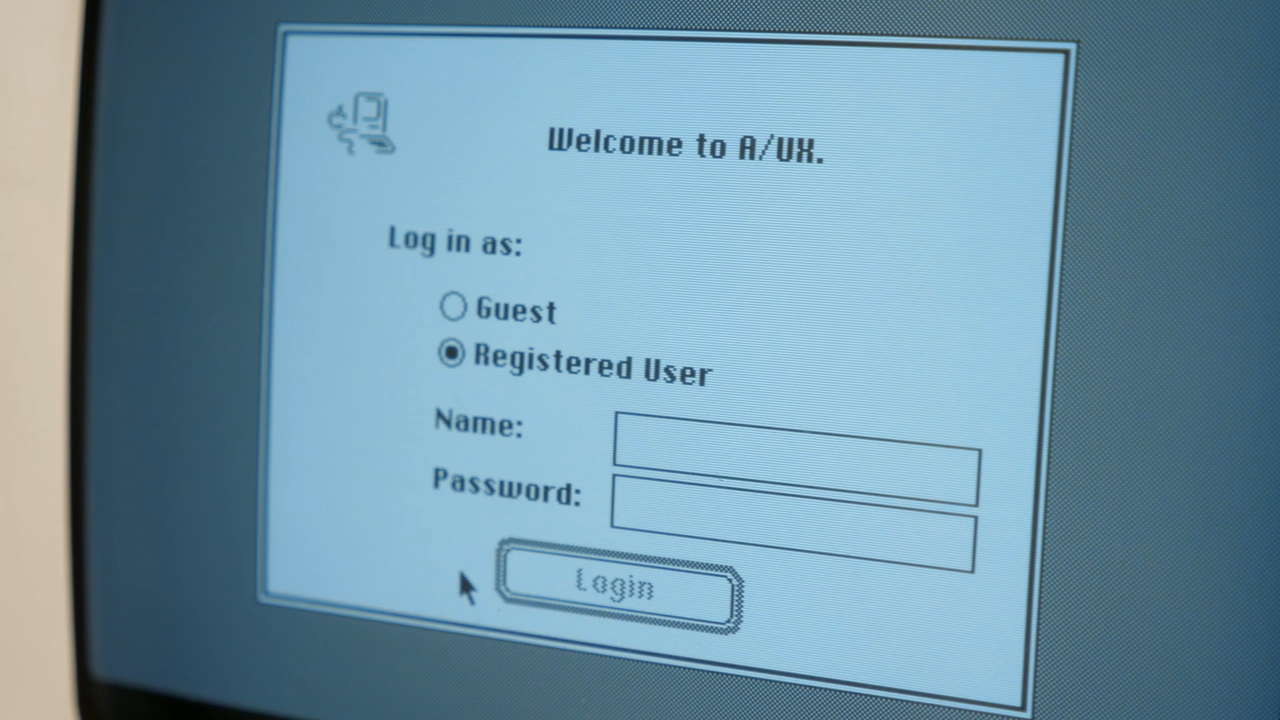 Welcome to A/UX.
Log in as:
Guest
Registered User
Name:
Password:
Login